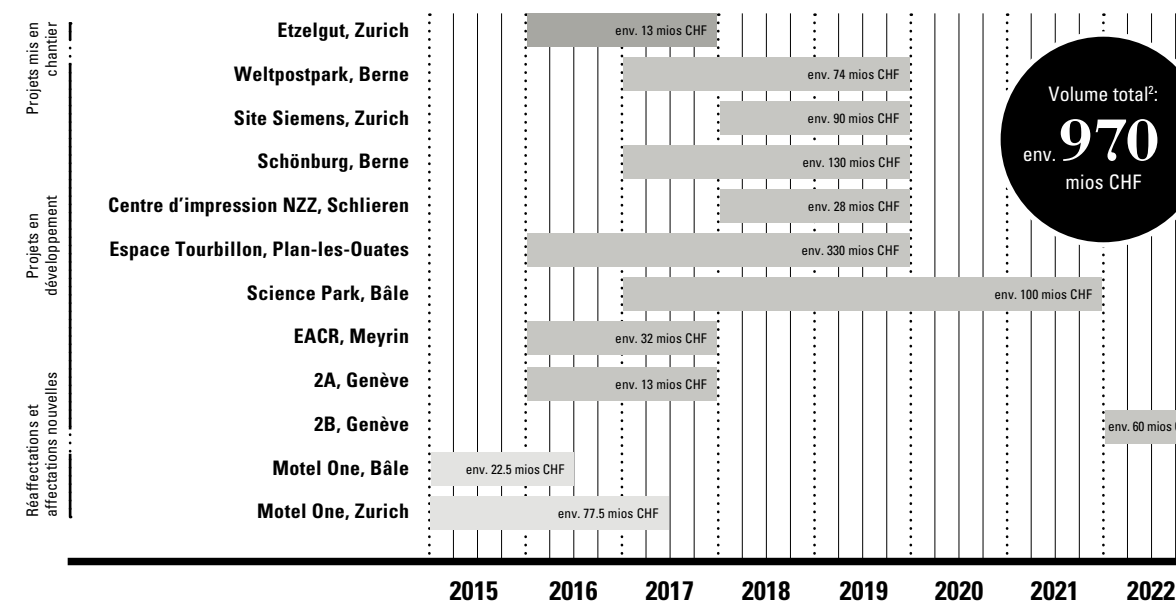 Projets mis en
chantier
Projets en
développement
Réaffectations et
affectations nouvelles
Etzelgut, Zurich
env. 13 mios CHF
Weltpostpark, Berne
env. 74 mios CHF
Site Siemens, Zurich
env. 90 mios CHF
Schönburg, Berne
env. 130 mios CHF
Centre d'impression NZZ, Schlieren
env. 28 mios CHF
Espace Tourbillon, Plan-les-Ouates
env. 330 mios CHF
Science Park, Bâle
env. 100 mios CHF
EACR, Meyrin
env. 32 mios CHF
2A, Genève
env. 13 mios CHF
2B, Genève
env. 60 mios
Motel One, Bâle
env. 22.5 mios CHF
Motel One, Zurich
env. 77.5 mios CHF
Volume total²:
env. 970
mios CHF
2015 2016 2017 2018 2019 2020 2021 2022